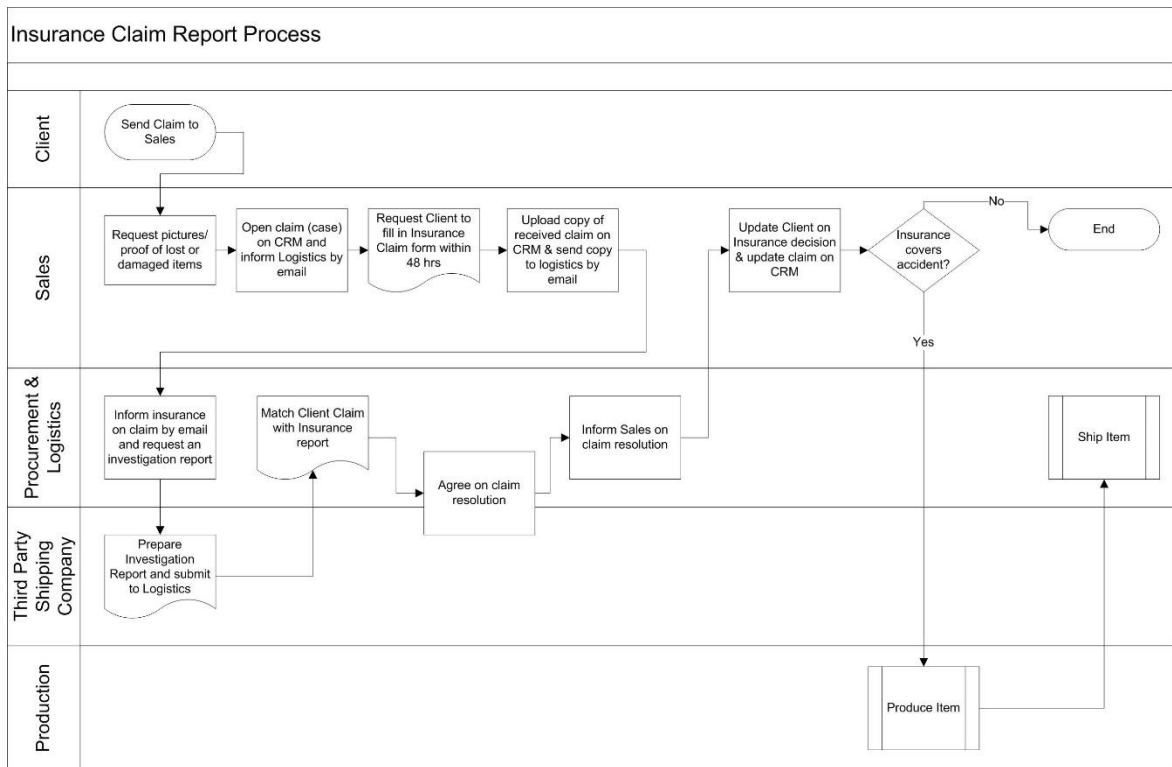 Insurance Claim Report Process
Client
Send Claim to
Sales
Sales
Request pictures/
proof of lost or
damaged items
Open claim (case)
on CRM and
inform Logistics by
email
Request Client to
fill in Insurance
Claim form within
48 hrs
Upload copy of
received claim on
CRM & send copy
to logistics by
email
Update Client on
Insurance decision
& update claim on
CRM
Insurance
covers
accident?
No
End
Yes
Procurement &
Logistics
Inform insurance
on claim by email
and request an
investigation report
Match Client Claim
with Insurance
report
Agree on claim
resolution
Inform Sales on
claim resolution
Ship Item
Third Party
Shipping
Company
Prepare
Investigation
Report and submit
to Logistics
Production
Produce Item